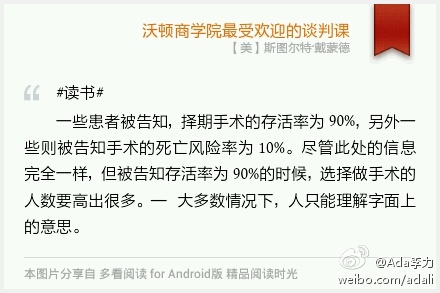 沃顿商学院最受欢迎的谈判课
【美】斯图尔特·戴蒙德
“ #读书#
一些患者被告知，择期手术的存活率为 90%，另外一
些则被告知手术的死亡风险率为 10%。尽管此处的信息
完全一样，但被告知存活率为 90%的时候，选择做手术的
人数要高出很多。— 大多数情况下，人只能理解字面上
的意思。
本图片分享自 多看阅读 for Android版 精品阅读时光
@Ada李力
weibo.com/adali